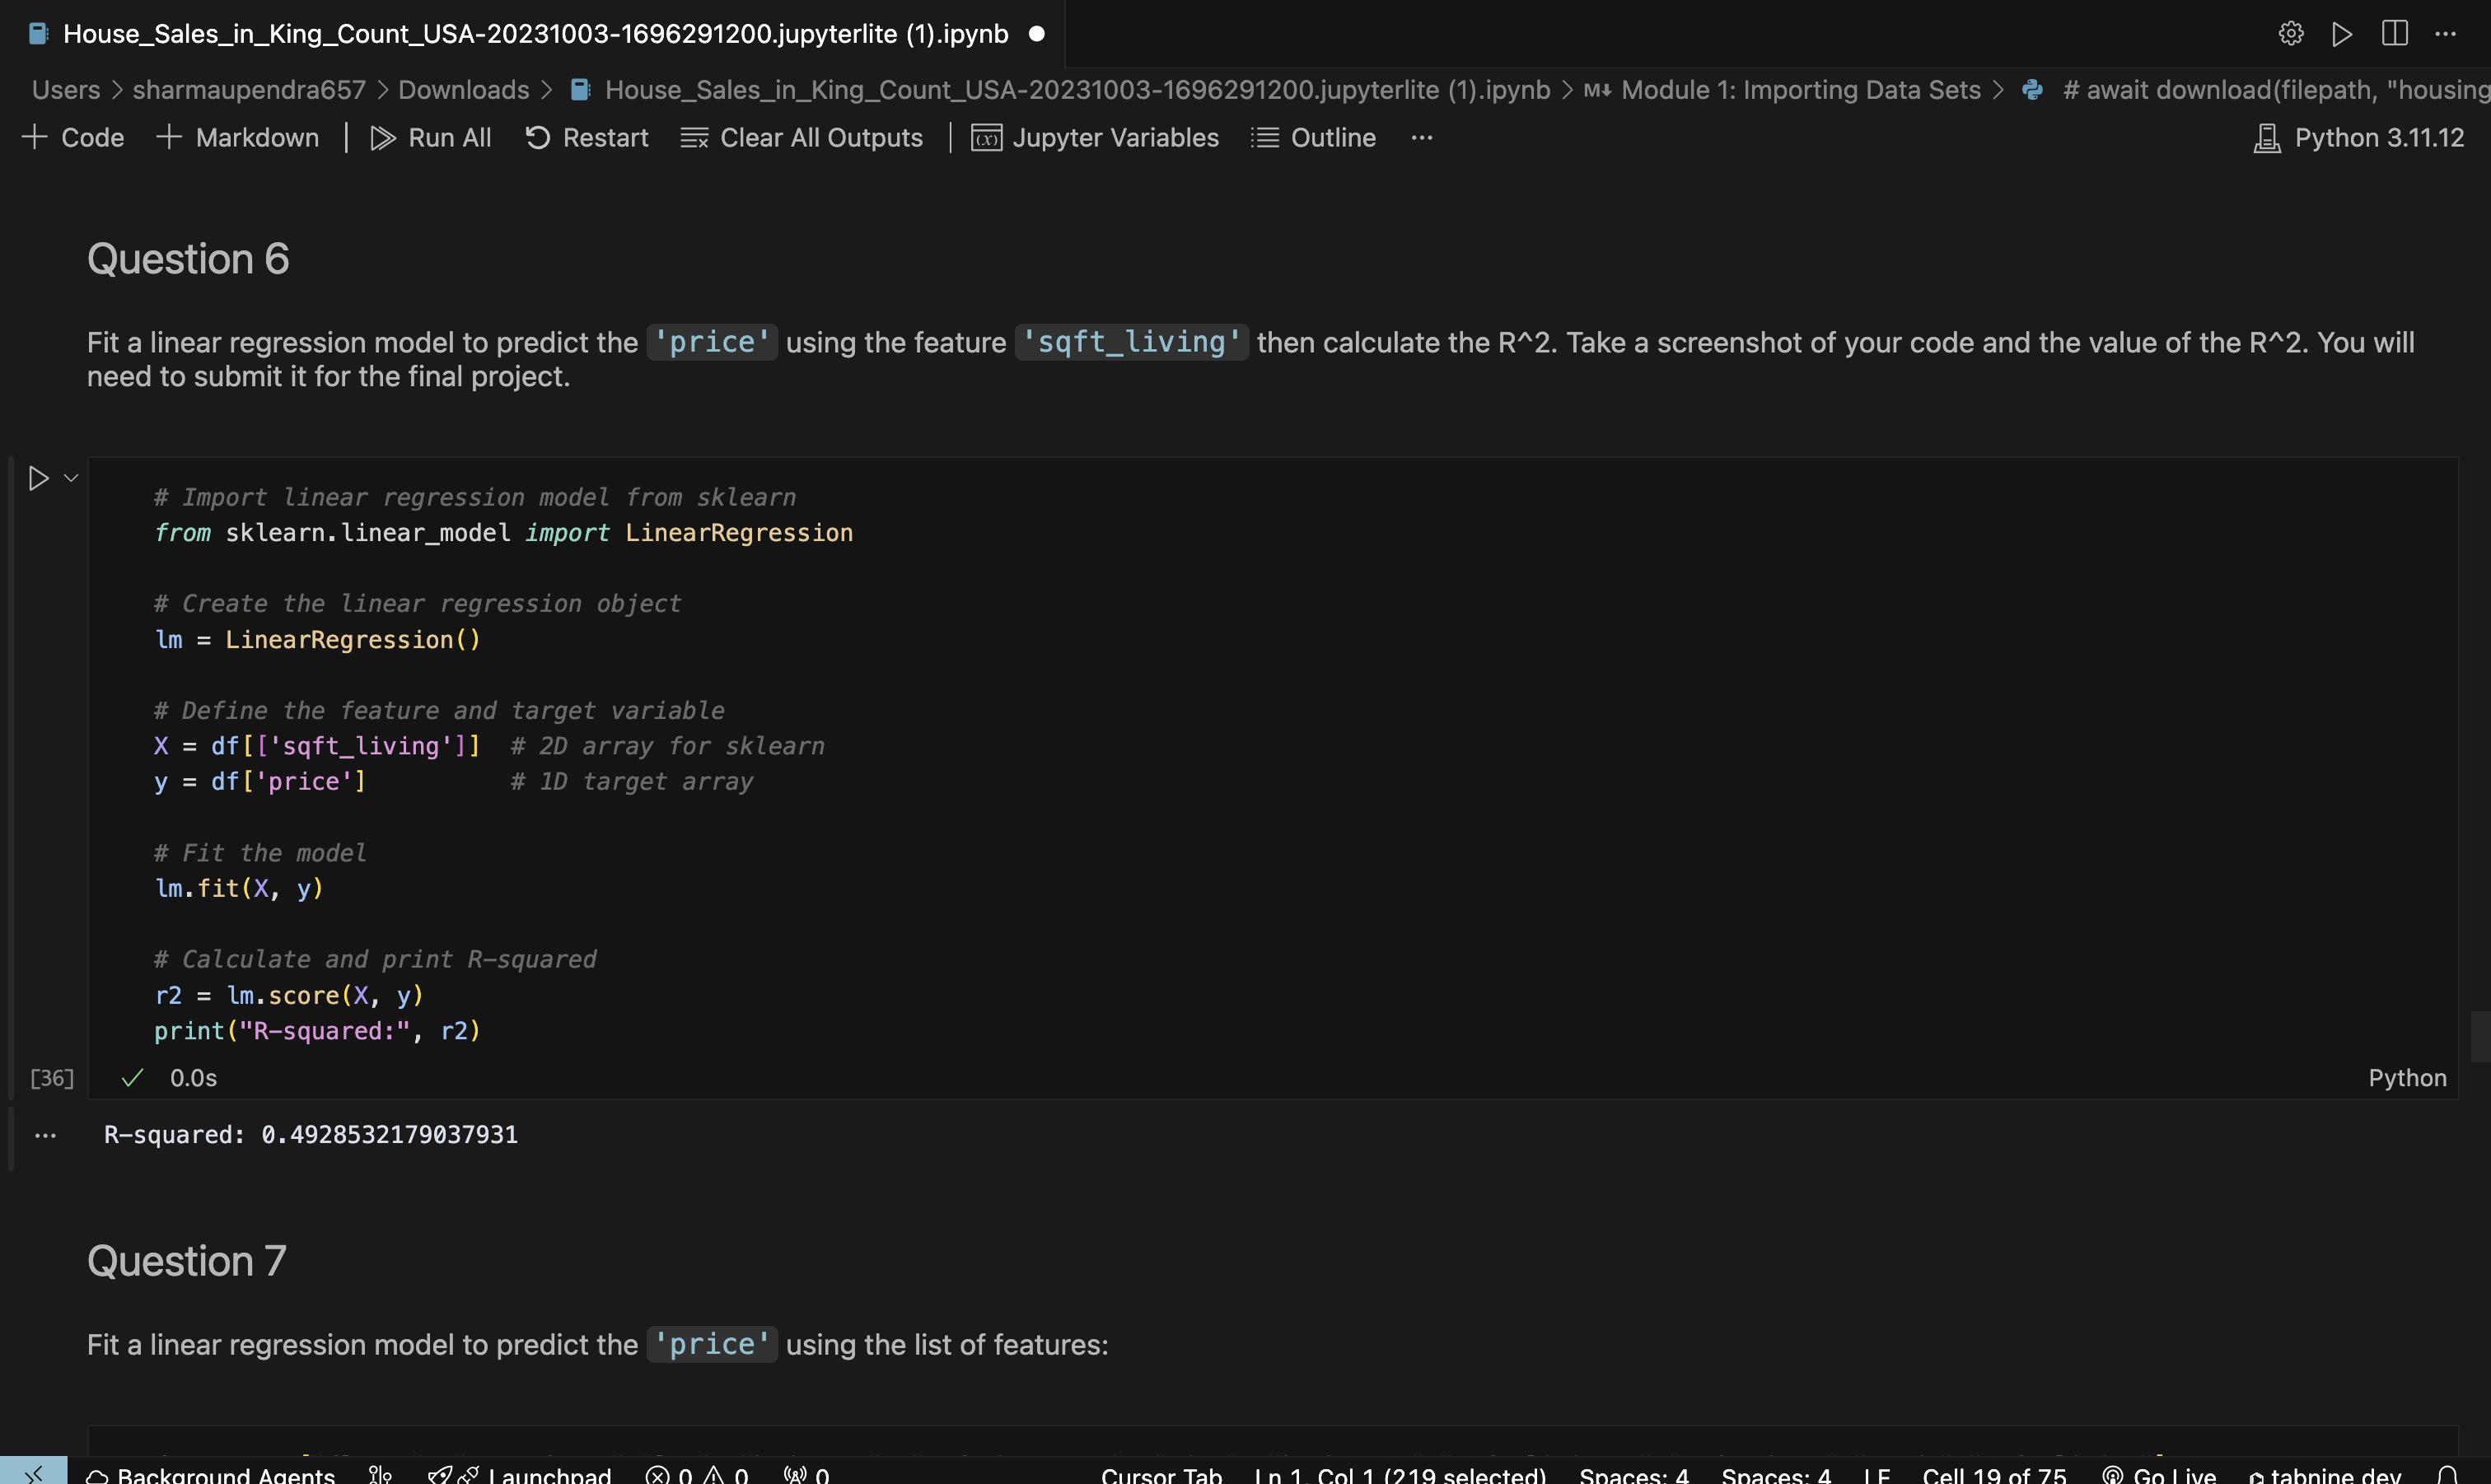 House_Sales_in_King_Count_USA-20231003-1696291200.jupyterlite (1).ipynb
Users > sharmaupendra657 > Downloads > House_Sales_in_King_Count_USA-20231003-1696291200.jupyterlite (1).ipynb > M↓ Module 1: Importing Data Sets > # await download(filepath, "housing
+ Code + Markdown | Run All Restart Clear All Outputs | Jupyter Variables Outline ... Python 3.11.12
Question 6
Fit a linear regression model to predict the 'price' using the feature 'sqft_living' then calculate the R^2. Take a screenshot of your code and the value of the R^2. You will
need to submit it for the final project.
# Import linear regression model from sklearn
from sklearn.linear_model import LinearRegression
# Create the linear regression object
lm = LinearRegression()
# Define the feature and target variable
X = df[['sqft_living']]  # 2D array for sklearn
y = df['price']          # 1D target array
# Fit the model
lm.fit(X, y)
# Calculate and print R-squared
r2 = lm.score(X, y)
print("R-squared:", r2)
[36] ✓ 0.0s Python
... R-squared: 0.4928532179037931
Question 7
Fit a linear regression model to predict the 'price' using the list of features:
Background Agents Launchpad 0 0 0 Cursor Tab Ln 1, Col 1 (219 selected) Spaces: 4 Spaces: 4 LF Cell 19 of 75 Go Live tabnine dev